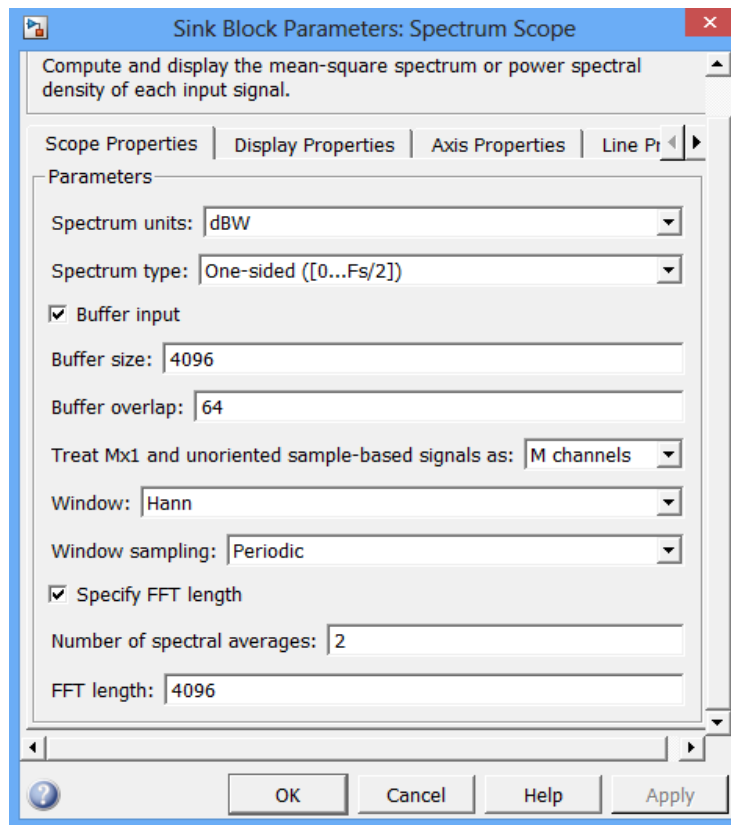 Sink Block Parameters: Spectrum Scope
Compute and display the mean-square spectrum or power spectral
density of each input signal.
Scope Properties Display Properties Axis Properties Line Pr
Parameters
Spectrum units: dBW
Spectrum type: One-sided ([0...Fs/2])
Buffer input
Buffer size: 4096
Buffer overlap: 64
Treat Mx1 and unoriented sample-based signals as: M channels
Window: Hann
Window sampling: Periodic
Specify FFT length
Number of spectral averages: 2
FFT length: 4096
OK Cancel Help Apply